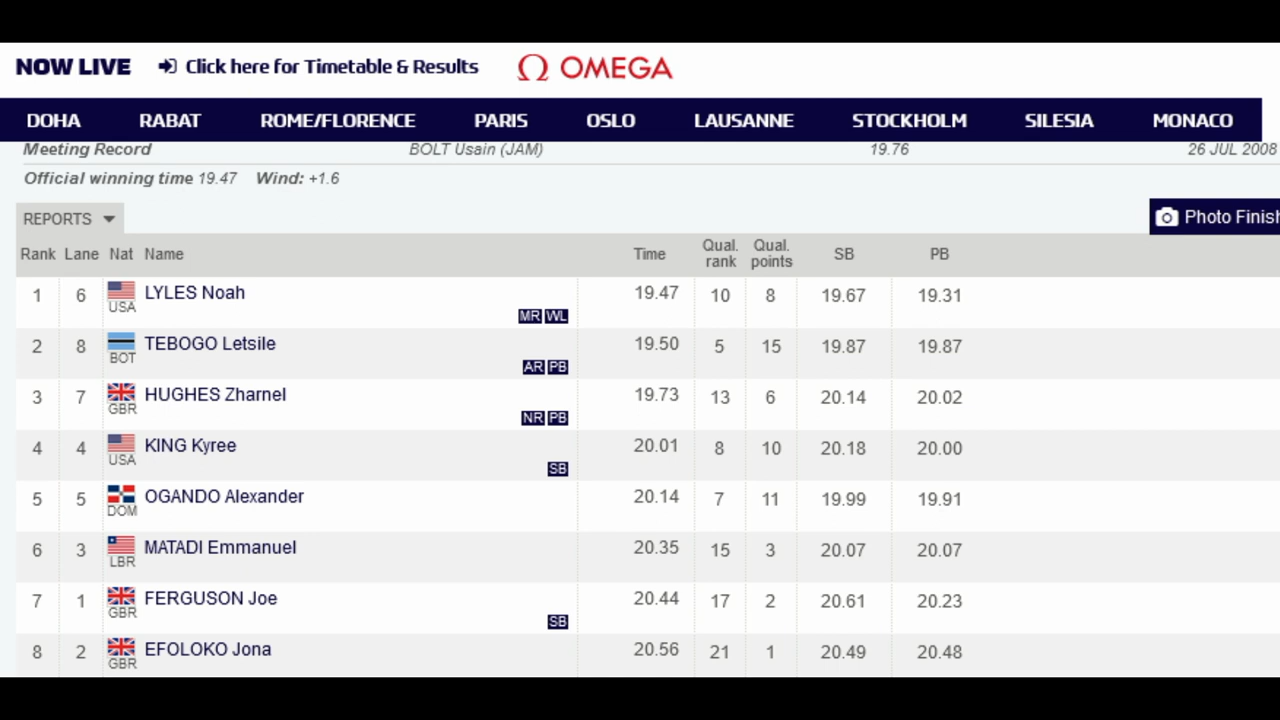 NOW LIVE Click here for Timetable & Results Ω OMEGA
DOHA RABAT ROME/FLORENCE PARIS OSLO LAUSANNE STOCKHOLM SILESIA MONACO
Meeting Record BOLT Usain (JAM) 19.76 26 JUL 2008
Official winning time 19.47 Wind: +1.6
REPORTS
Photo Finish
Rank Lane Nat Name Time Qual. rank Qual. points SB PB
1 6 USA LYLES Noah MR WL 19.47 10 8 19.67 19.31
2 8 BOT TEBOGO Letsile AR PB 19.50 5 15 19.87 19.87
3 7 GBR HUGHES Zharnel NR PB 19.73 13 6 20.14 20.02
4 4 USA KING Kyree SB 20.01 8 10 20.18 20.00
5 5 DOM OGANDO Alexander 20.14 7 11 19.99 19.91
6 3 LBR MATADI Emmanuel 20.35 15 3 20.07 20.07
7 1 GBR FERGUSON Joe SB 20.44 17 2 20.61 20.23
8 2 GBR EFOLOKO Jona 20.56 21 1 20.49 20.48